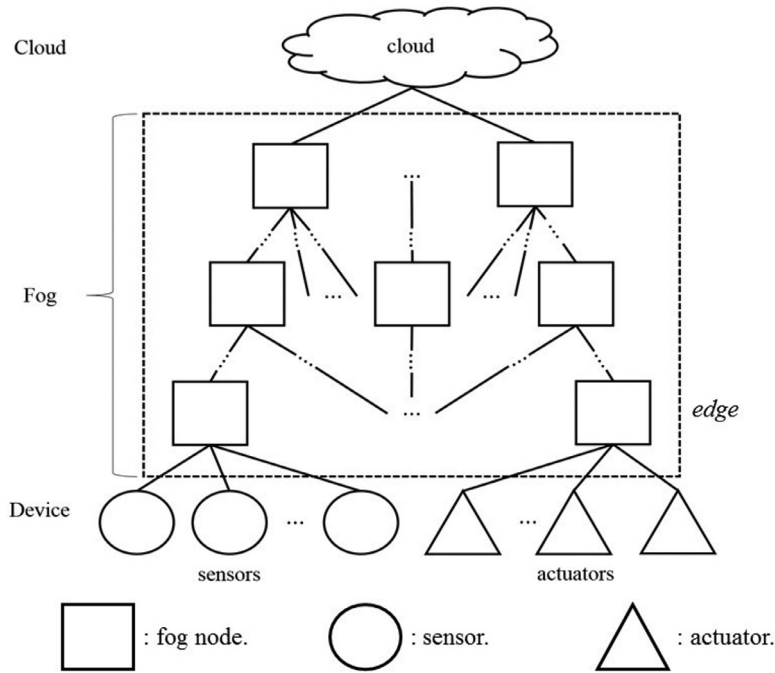 Cloud
cloud
...
Fog
...
...
...
edge
Device
...
...
sensors
actuators
: fog node.
: sensor.
: actuator.